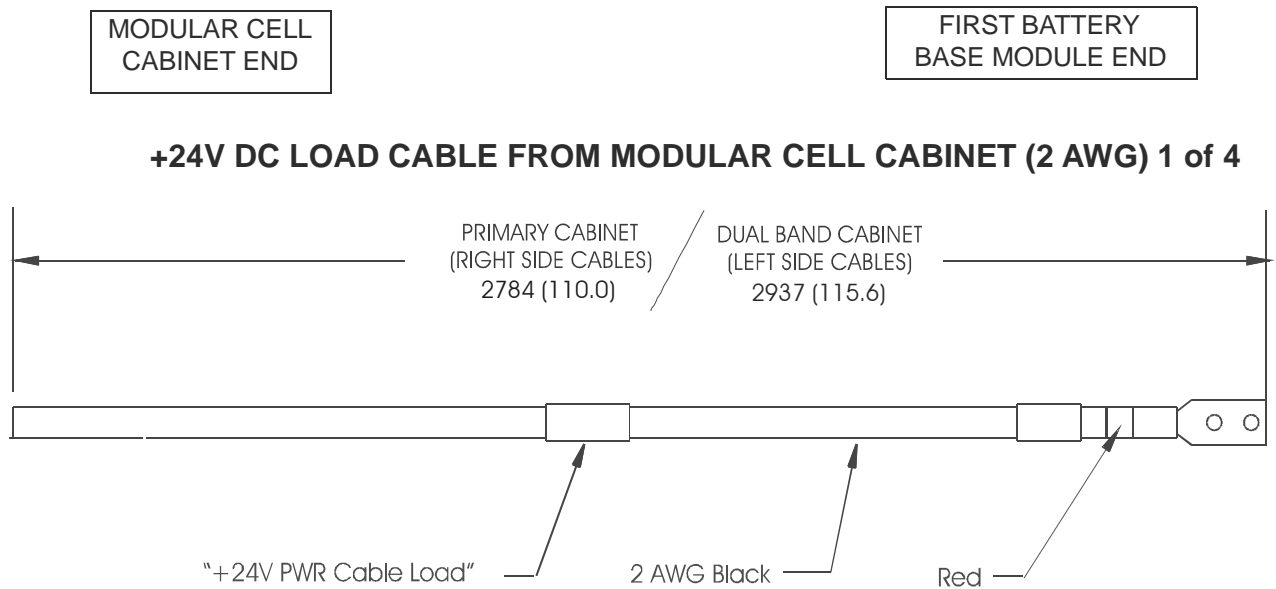 MODULAR CELL
CABINET END
FIRST BATTERY
BASE MODULE END
+24V DC LOAD CABLE FROM MODULAR CELL CABINET (2 AWG) 1 of 4
PRIMARY CABINET
(RIGHT SIDE CABLES)
2784 (110.0)
DUAL BAND CABINET
(LEFT SIDE CABLES)
2937 (115.6)
"+24V PWR Cable Load"
2 AWG Black
Red